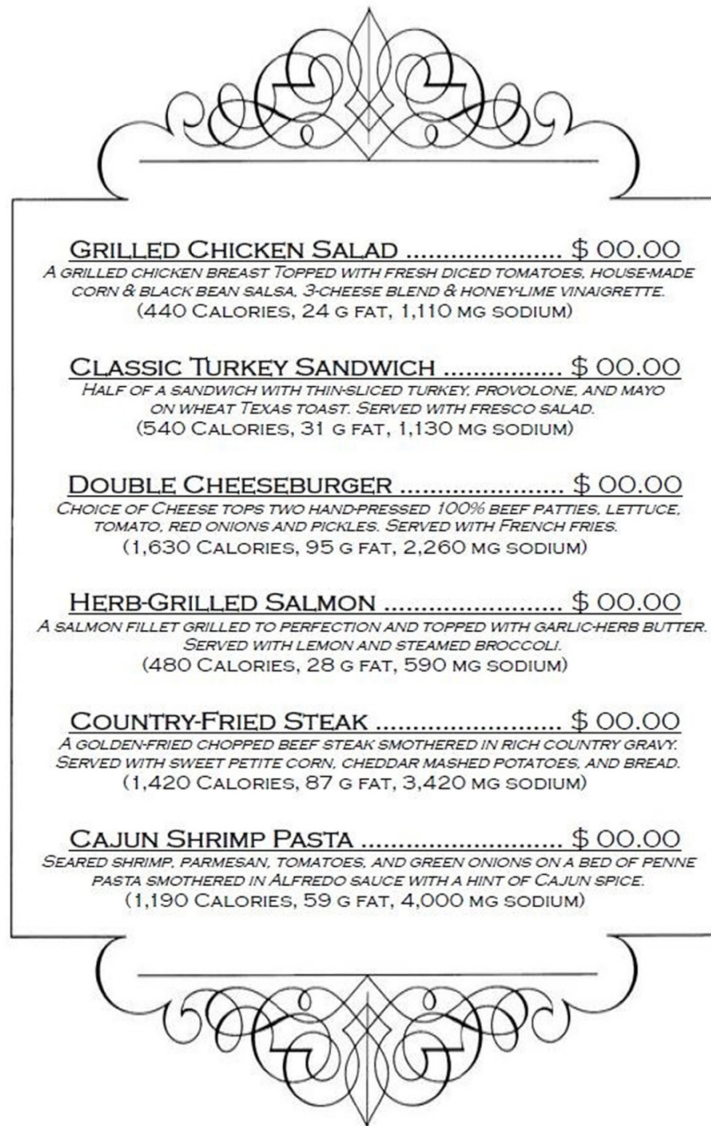 GRILLED CHICKEN SALAD ...................... $ 00.00
A GRILLED CHICKEN BREAST TOPPED WITH FRESH DICED TOMATOES, HOUSE-MADE
CORN & BLACK BEAN SALSA, 3-CHEESE BLEND & HONEY-LIME VINAIGRETTE.
(440 CALORIES, 24 G FAT, 1,110 MG SODIUM)
CLASSIC TURKEY SANDWICH ................ $ 00.00
HALF OF A SANDWICH WITH THIN-SLICED TURKEY, PROVOLONE, AND MAYO
ON WHEAT TEXAS TOAST. SERVED WITH FRESCO SALAD.
(540 CALORIES, 31 G FAT, 1,130 MG SODIUM)
DOUBLE CHEESEBURGER ...................... $ 00.00
CHOICE OF CHEESE TOPS TWO HAND-PRESSED 100% BEEF PATTIES, LETTUCE,
TOMATO, RED ONIONS AND PICKLES. SERVED WITH FRENCH FRIES.
(1,630 CALORIES, 95 G FAT, 2,260 MG SODIUM)
HERB-GRILLED SALMON ........................ $ 00.00
A SALMON FILLET GRILLED TO PERFECTION AND TOPPED WITH GARLIC-HERB BUTTER.
SERVED WITH LEMON AND STEAMED BROCCOLI.
(480 CALORIES, 28 G FAT, 590 MG SODIUM)
COUNTRY-FRIED STEAK ......................... $ 00.00
A GOLDEN-FRIED CHOPPED BEEF STEAK SMOTHERED IN RICH COUNTRY GRAVY.
SERVED WITH SWEET PETITE CORN, CHEDDAR MASHED POTATOES, AND BREAD.
(1,420 CALORIES, 87 G FAT, 3,420 MG SODIUM)
CAJUN SHRIMP PASTA ........................... $ 00.00
SEARED SHRIMP, PARMESAN, TOMATOES, AND GREEN ONIONS ON A BED OF PENNE
PASTA SMOTHERED IN ALFREDO SAUCE WITH A HINT OF CAJUN SPICE.
(1,190 CALORIES, 59 G FAT, 4,000 MG SODIUM)